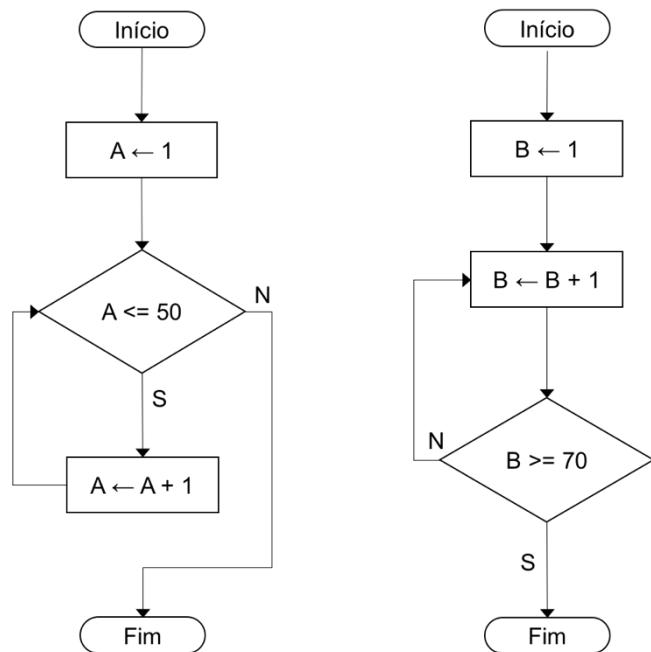 Início
A ← 1
A <= 50
N
S
A ← A + 1
Fim
Início
B ← 1
B ← B + 1
N
B >= 70
S
Fim